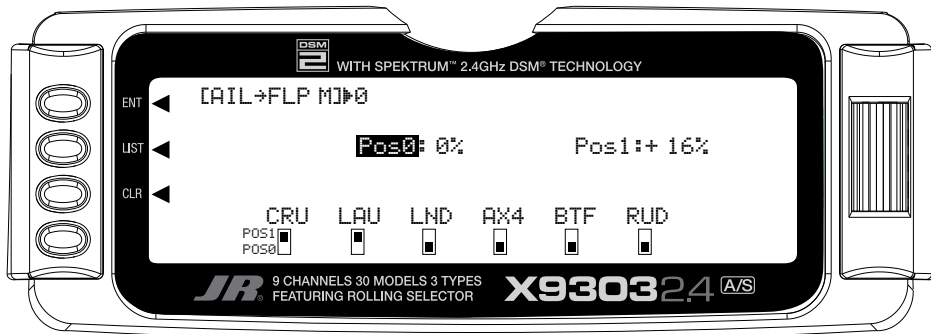 DSM
2
WITH SPEKTRUM™ 2.4GHz DSM® TECHNOLOGY
ENT
[AIL→FLP M]▶0
LIST
Pos0: 0% Pos1:+ 16%
CLR
CRU LAU LND AX4 BTF RUD
POS1
POS0
JR®
9 CHANNELS 30 MODELS 3 TYPES
FEATURING ROLLING SELECTOR
X9303 2.4 A/S